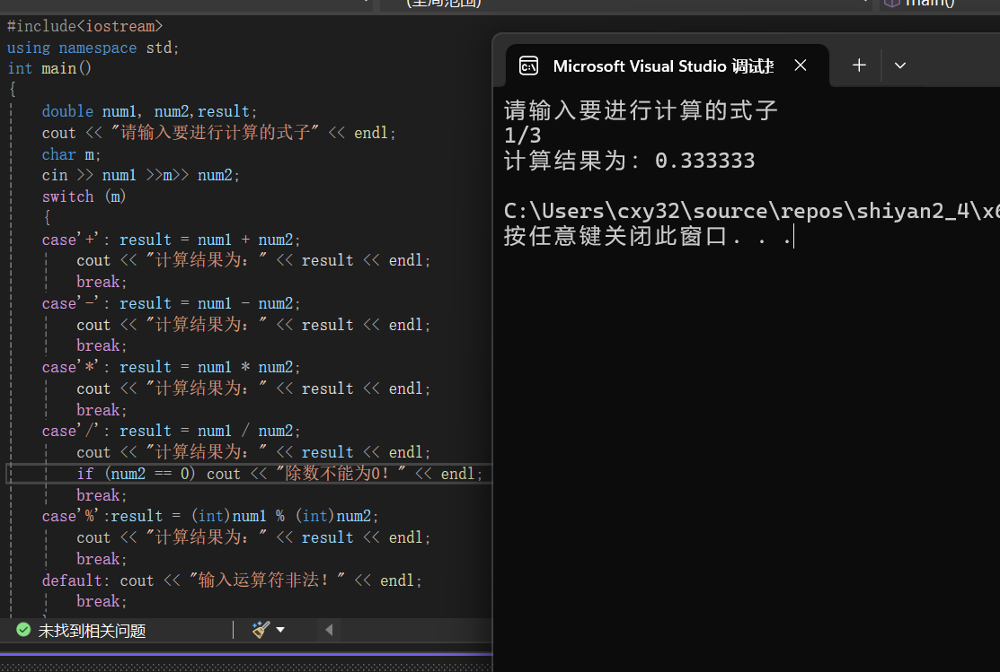 (全局范围)
main()
#include<iostream>
using namespace std;
int main()
{
double num1, num2,result;
cout << "请输入要进行计算的式子" << endl;
char m;
cin >> num1 >>m>> num2;
switch (m)
{
case'+': result = num1 + num2;
cout << "计算结果为：" << result << endl;
break;
case'-': result = num1 - num2;
cout << "计算结果为：" << result << endl;
break;
case'*': result = num1 * num2;
cout << "计算结果为：" << result << endl;
break;
case'/': result = num1 / num2;
cout << "计算结果为：" << result << endl;
if (num2 == 0) cout << "除数不能为0！" << endl;
break;
case'%':result = (int)num1 % (int)num2;
cout << "计算结果为：" << result << endl;
break;
default: cout << "输入运算符非法！" << endl;
break;
未找到相关问题
Microsoft Visual Studio 调试
请输入要进行计算的式子
1/3
计算结果为：0.333333
C:\Users\cxy32\source\repos\shiyan2_4\x6
按任意键关闭此窗口. . .